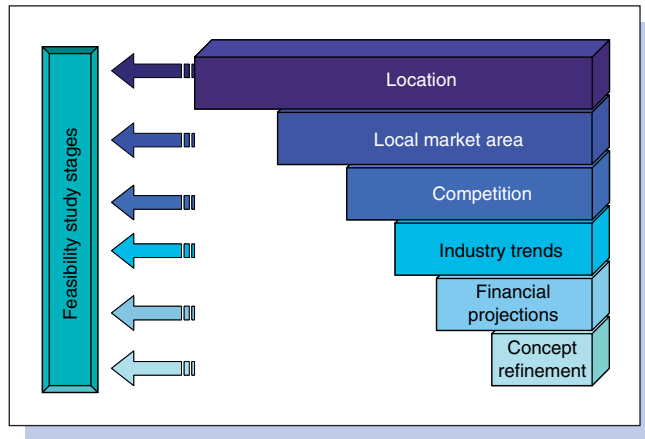 Feasibility study stages
Location
Local market area
Competition
Industry trends
Financial
projections
Concept
refinement